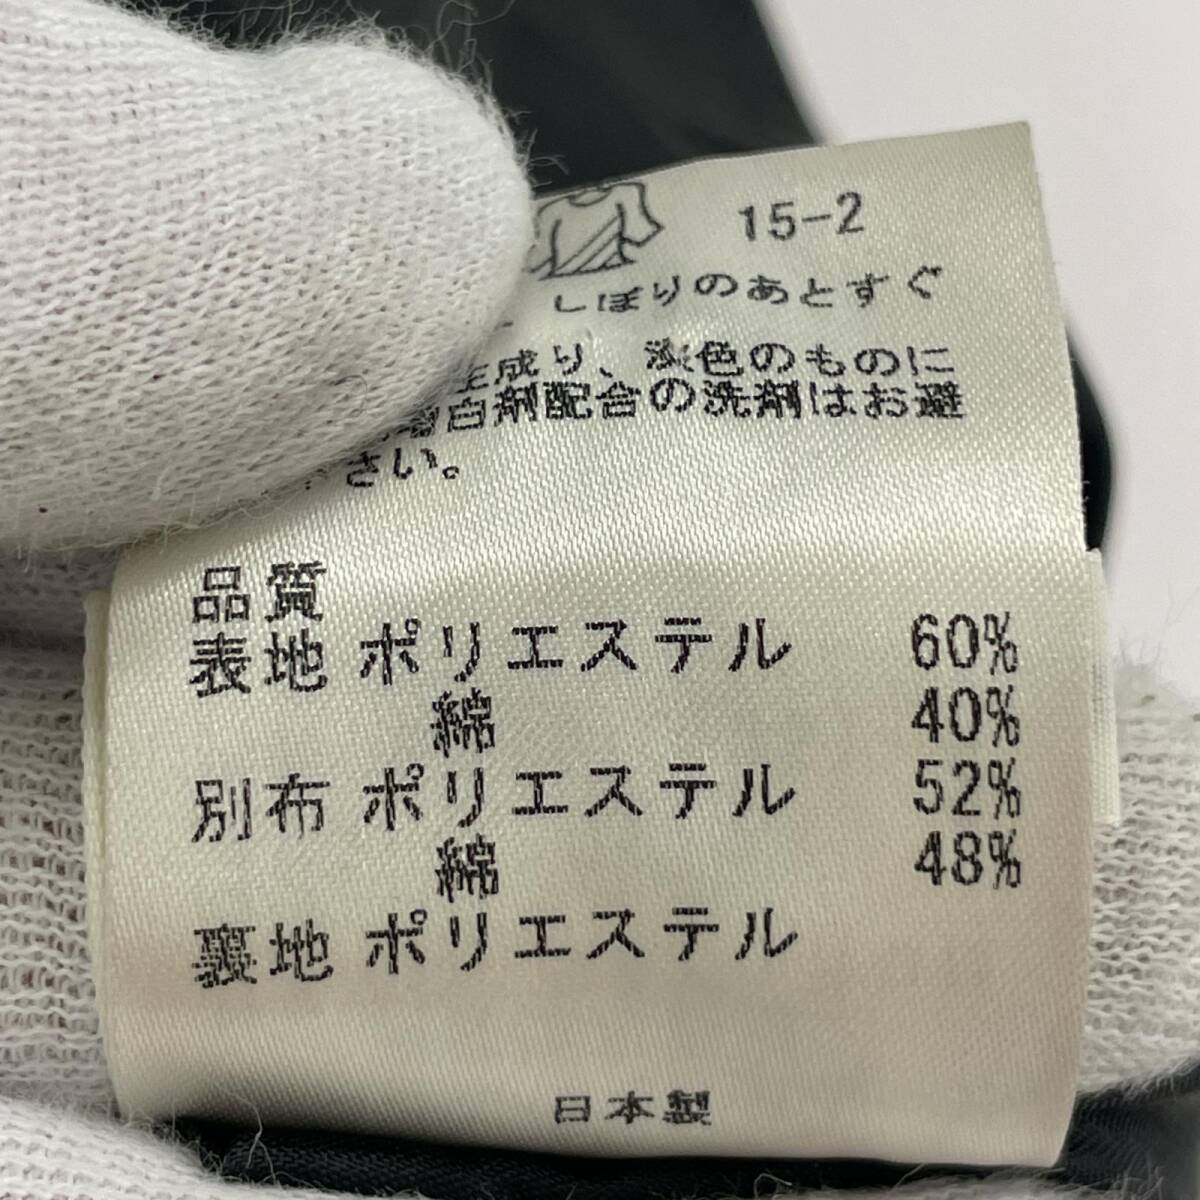 15-2
しぼりのあとすぐ
生成り、淡色のものに
増白剤配合の洗剤はお避
さい。
品質
表地 ポリエステル 60%
綿 40%
別布 ポリエステル 52%
綿 48%
裏地 ポリエステル
日本製